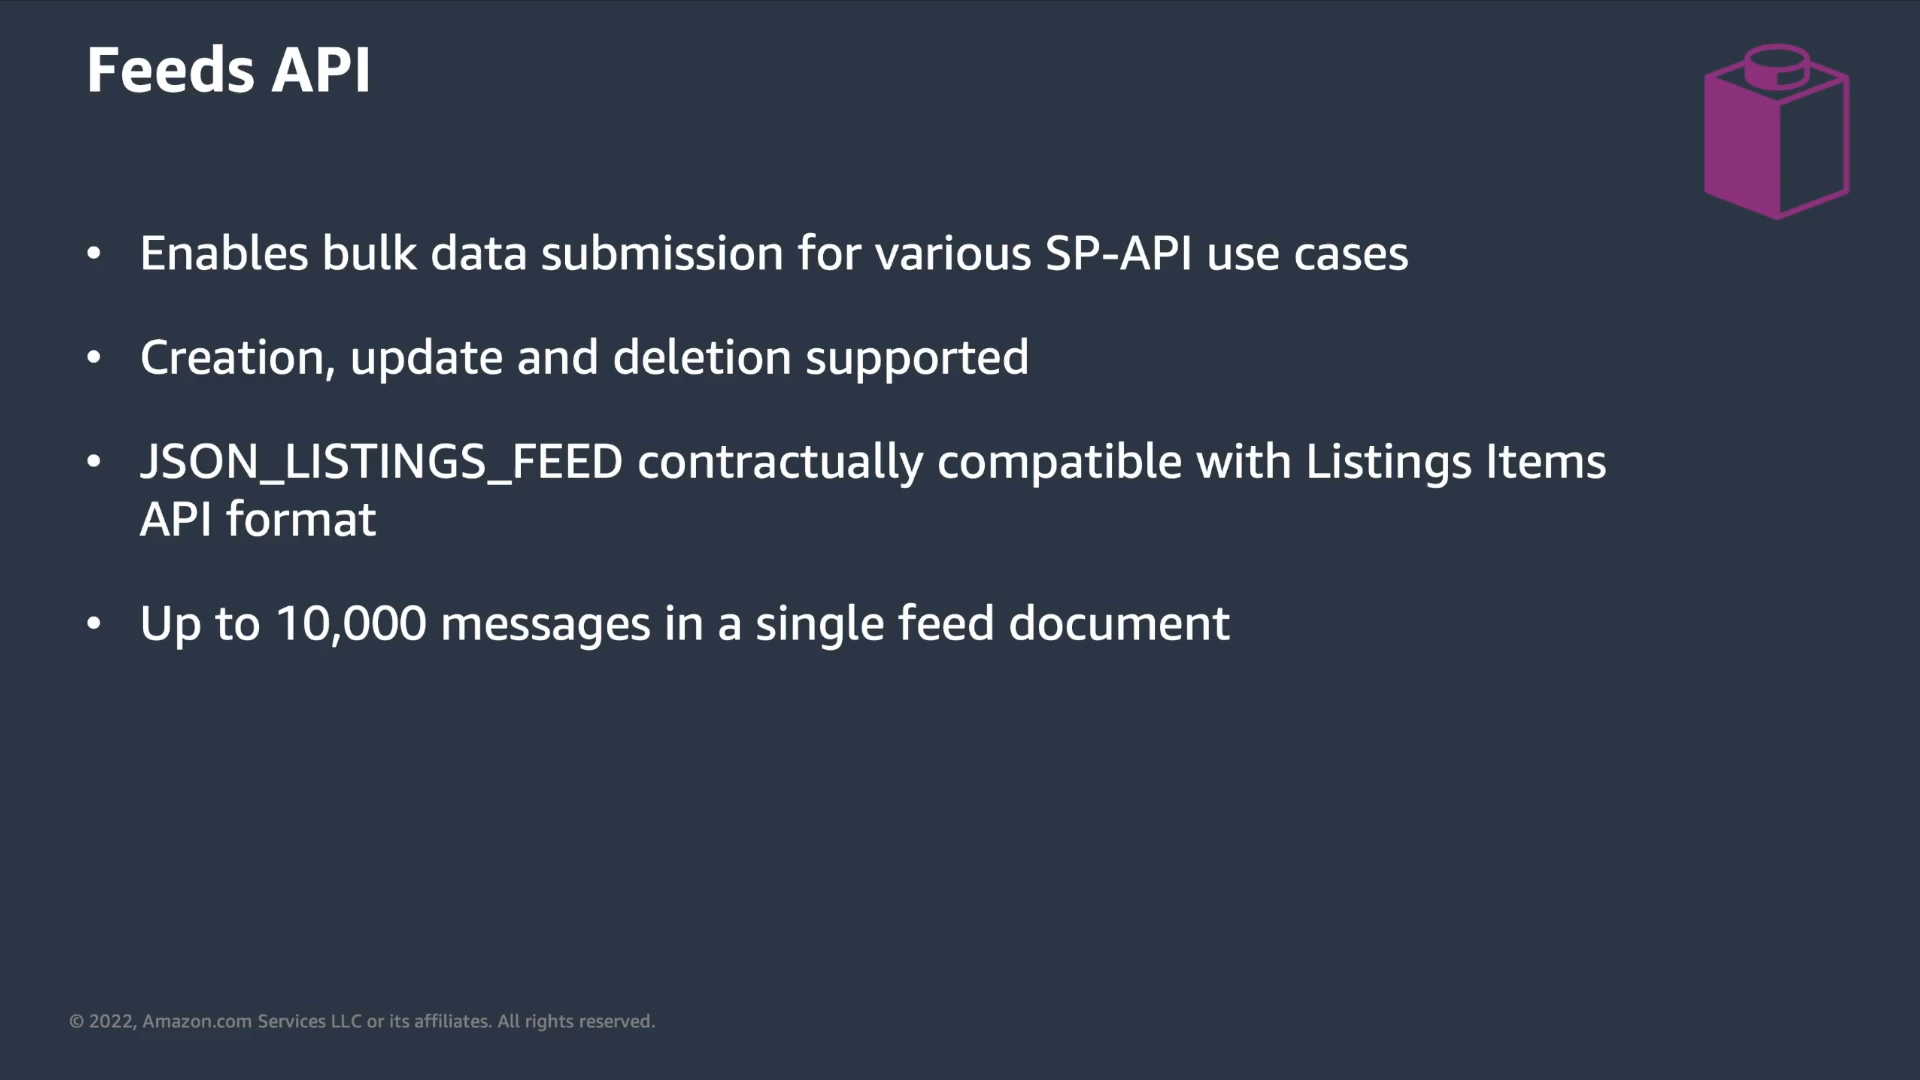 Feeds API
• Enables bulk data submission for various SP-API use cases
• Creation, update and deletion supported
• JSON_LISTINGS_FEED contractually compatible with Listings Items
API format
• Up to 10,000 messages in a single feed document
© 2022, Amazon.com Services LLC or its affiliates. All rights reserved.